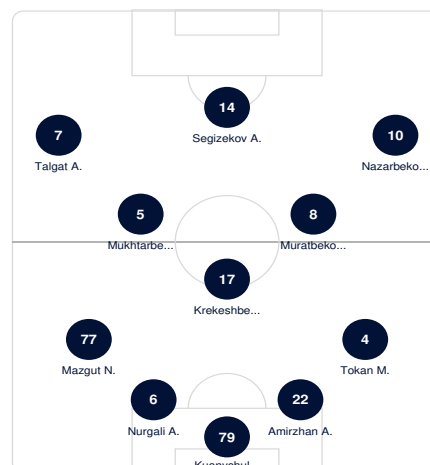 14
Segizekov A.
7
Talgat A.
10
Nazarbeko...
5
Mukhtarbe...
8
Muratbeko...
17
Krekeshbe...
77
Mazgut N.
4
Tokan M.
6
Nurgali A.
22
Amirzhan A.
79